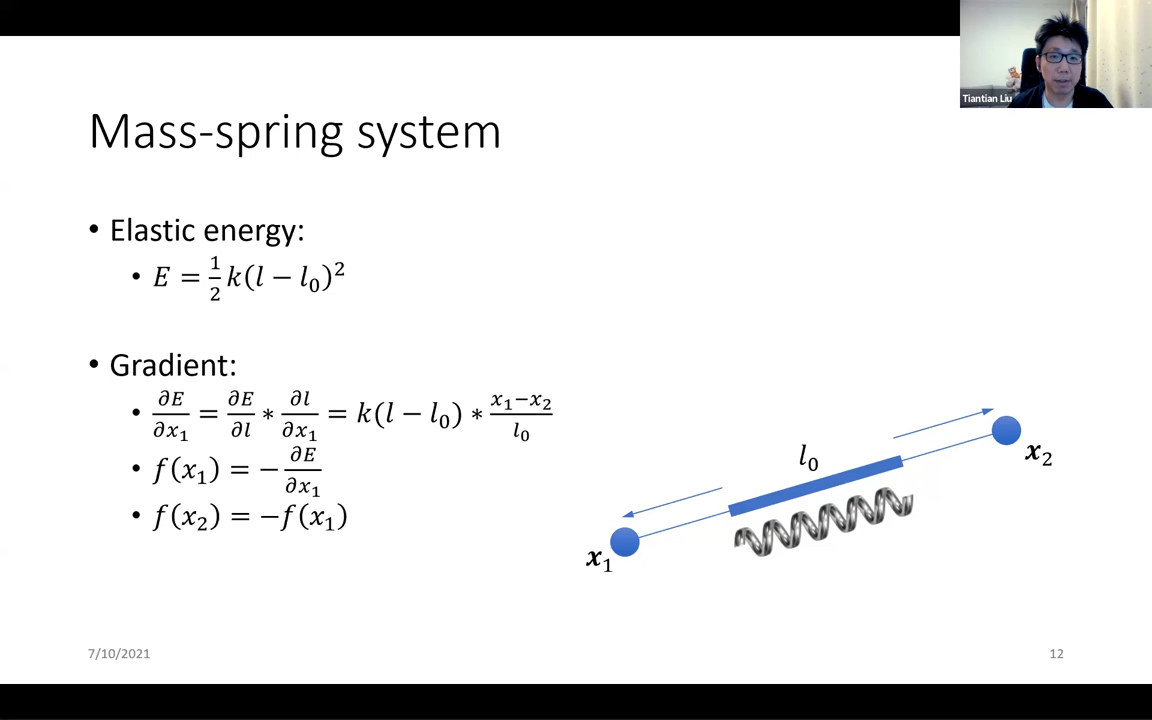 Tiantian Liu
Mass-spring system
• Elastic energy:
• E = 1/2 k(l − l₀)²
• Gradient:
• ∂E/∂x₁ = ∂E/∂l * ∂l/∂x₁ = k(l − l₀) * x₁−x₂/l₀
• f(x₁) = −∂E/∂x₁
• f(x₂) = −f(x₁)
l₀
x₂
x₁
7/10/2021
12